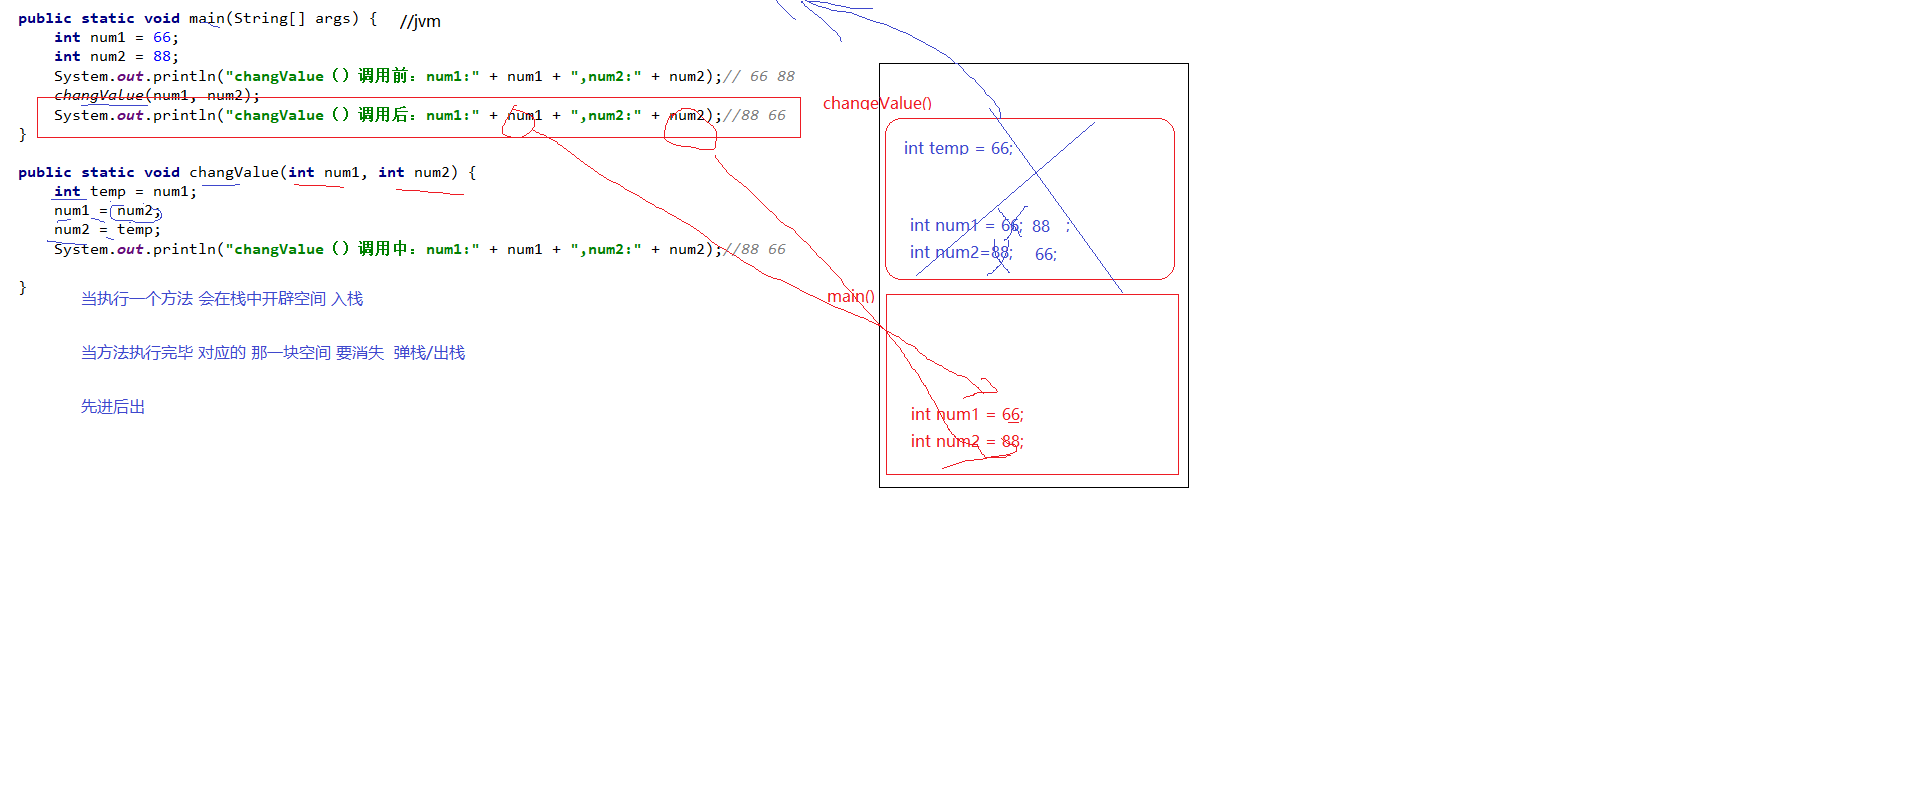 public static void main(String[] args) { //jvm
int num1 = 66;
int num2 = 88;
System.out.println("changValue（）调用前：num1:" + num1 + ",num2:" + num2);// 66 88
changValue(num1, num2);
System.out.println("changValue（）调用后：num1:" + num1 + ",num2:" + num2);//88 66
}
public static void changValue(int num1, int num2) {
int temp = num1;
num1 = num2;
num2 = temp;
System.out.println("changValue（）调用中：num1:" + num1 + ",num2:" + num2);//88 66
}
当执行一个方法 会在栈中开辟空间 入栈
当方法执行完毕 对应的 那一块空间 要消失 弹栈/出栈
先进后出
changeValue()
int temp = 66;
int num1 = 66; 88 ;
int num2=88; 66;
main()
int num1 = 66;
int num2 = 88;